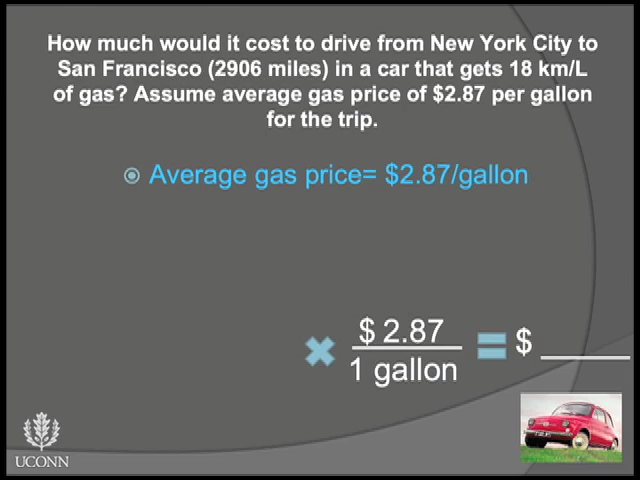 How much would it cost to drive from New York City to
San Francisco (2906 miles) in a car that gets 18 km/L
of gas? Assume average gas price of $2.87 per gallon
for the trip.
Average gas price= $2.87/gallon
$ 2.87
1 gallon
$
UCONN